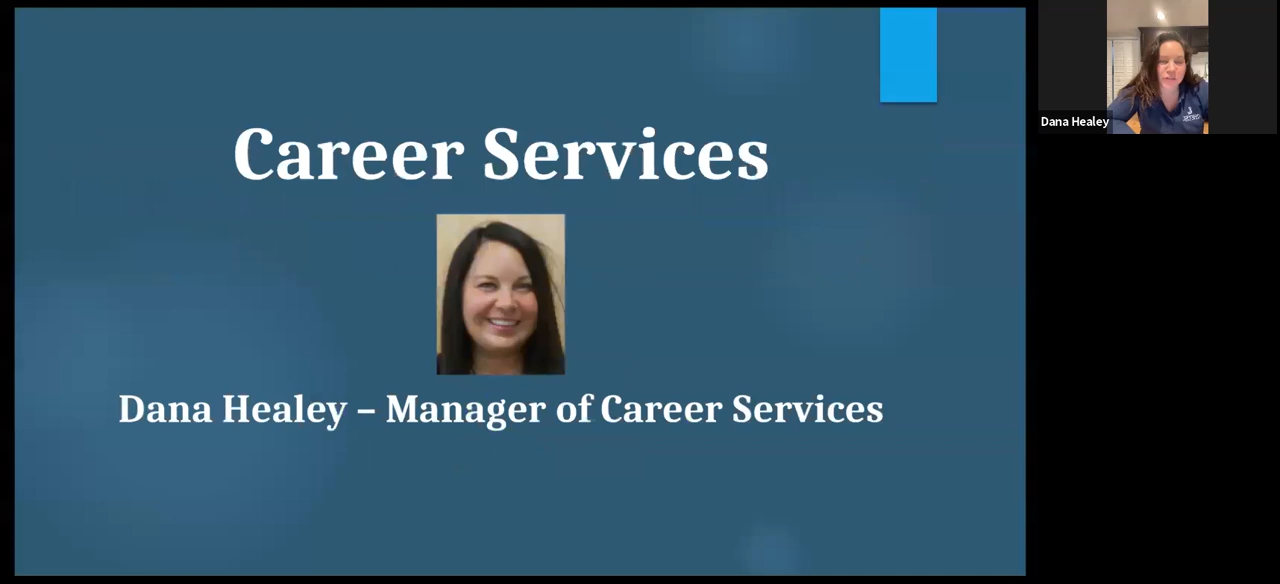 Career Services
Dana Healey – Manager of Career Services
Dana Healey